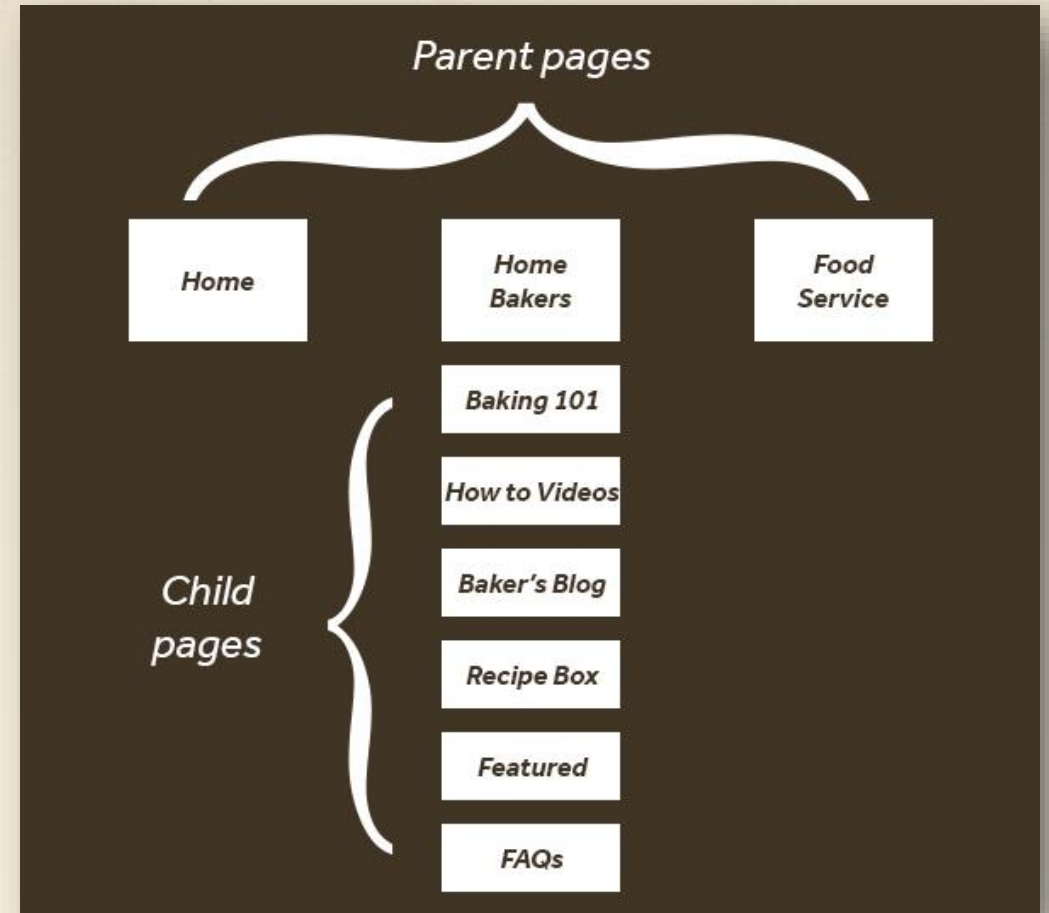 Parent pages
Home
Home
Bakers
Food
Service
Baking 101
How to Videos
Baker's Blog
Child
pages
Recipe Box
Featured
FAQs